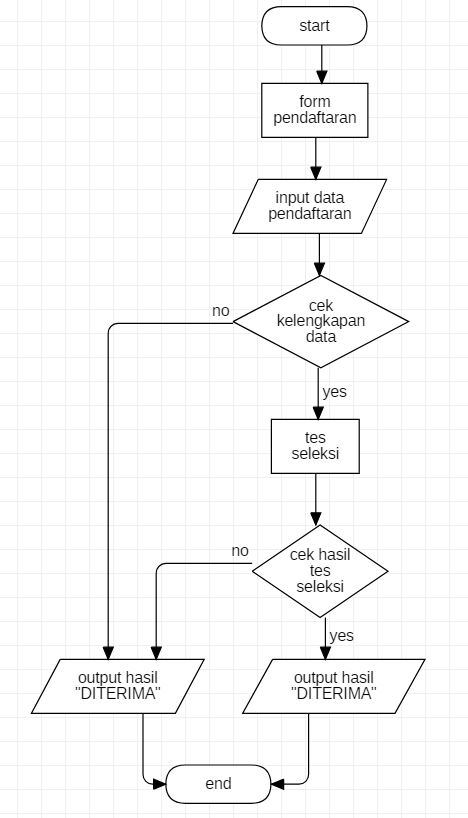 start
form
pendaftaran
input data
pendaftaran
cek
kelengkapan
data
no
yes
tes
seleksi
cek hasil
tes
seleksi
no
yes
output hasil
"DITERIMA"
output hasil
"DITERIMA"
end